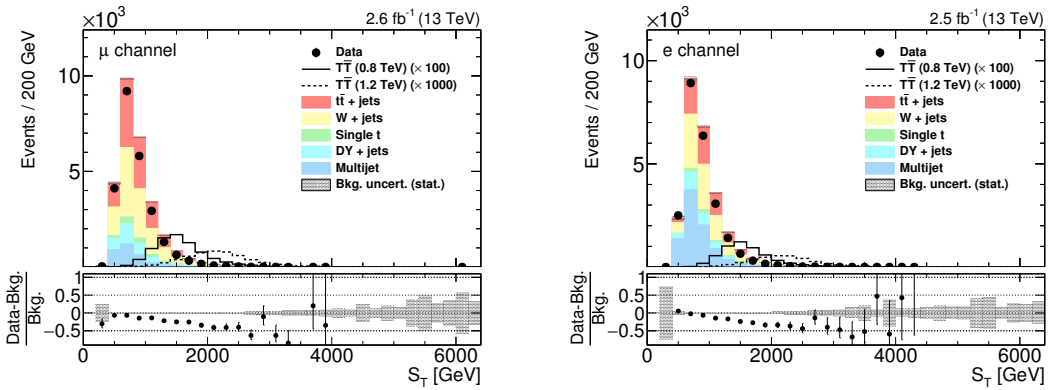 ×10³ 2.6 fb⁻¹ (13 TeV)
μ channel
Events / 200 GeV
10
5
Data
TT̅ (0.8 TeV) (× 100)
TT̅ (1.2 TeV) (× 1000)
tt̅ + jets
W + jets
Single t
DY + jets
Multijet
Bkg. uncert. (stat.)
Data-Bkg
Bkg.
1
0.5
0
−0.5
0 2000 4000 6000
S_T [GeV]
×10³ 2.5 fb⁻¹ (13 TeV)
e channel
Events / 200 GeV
10
5
Data
TT̅ (0.8 TeV) (× 100)
TT̅ (1.2 TeV) (× 1000)
tt̅ + jets
W + jets
Single t
DY + jets
Multijet
Bkg. uncert. (stat.)
Data-Bkg
Bkg.
1
0.5
0
−0.5
0 2000 4000 6000
S_T [GeV]